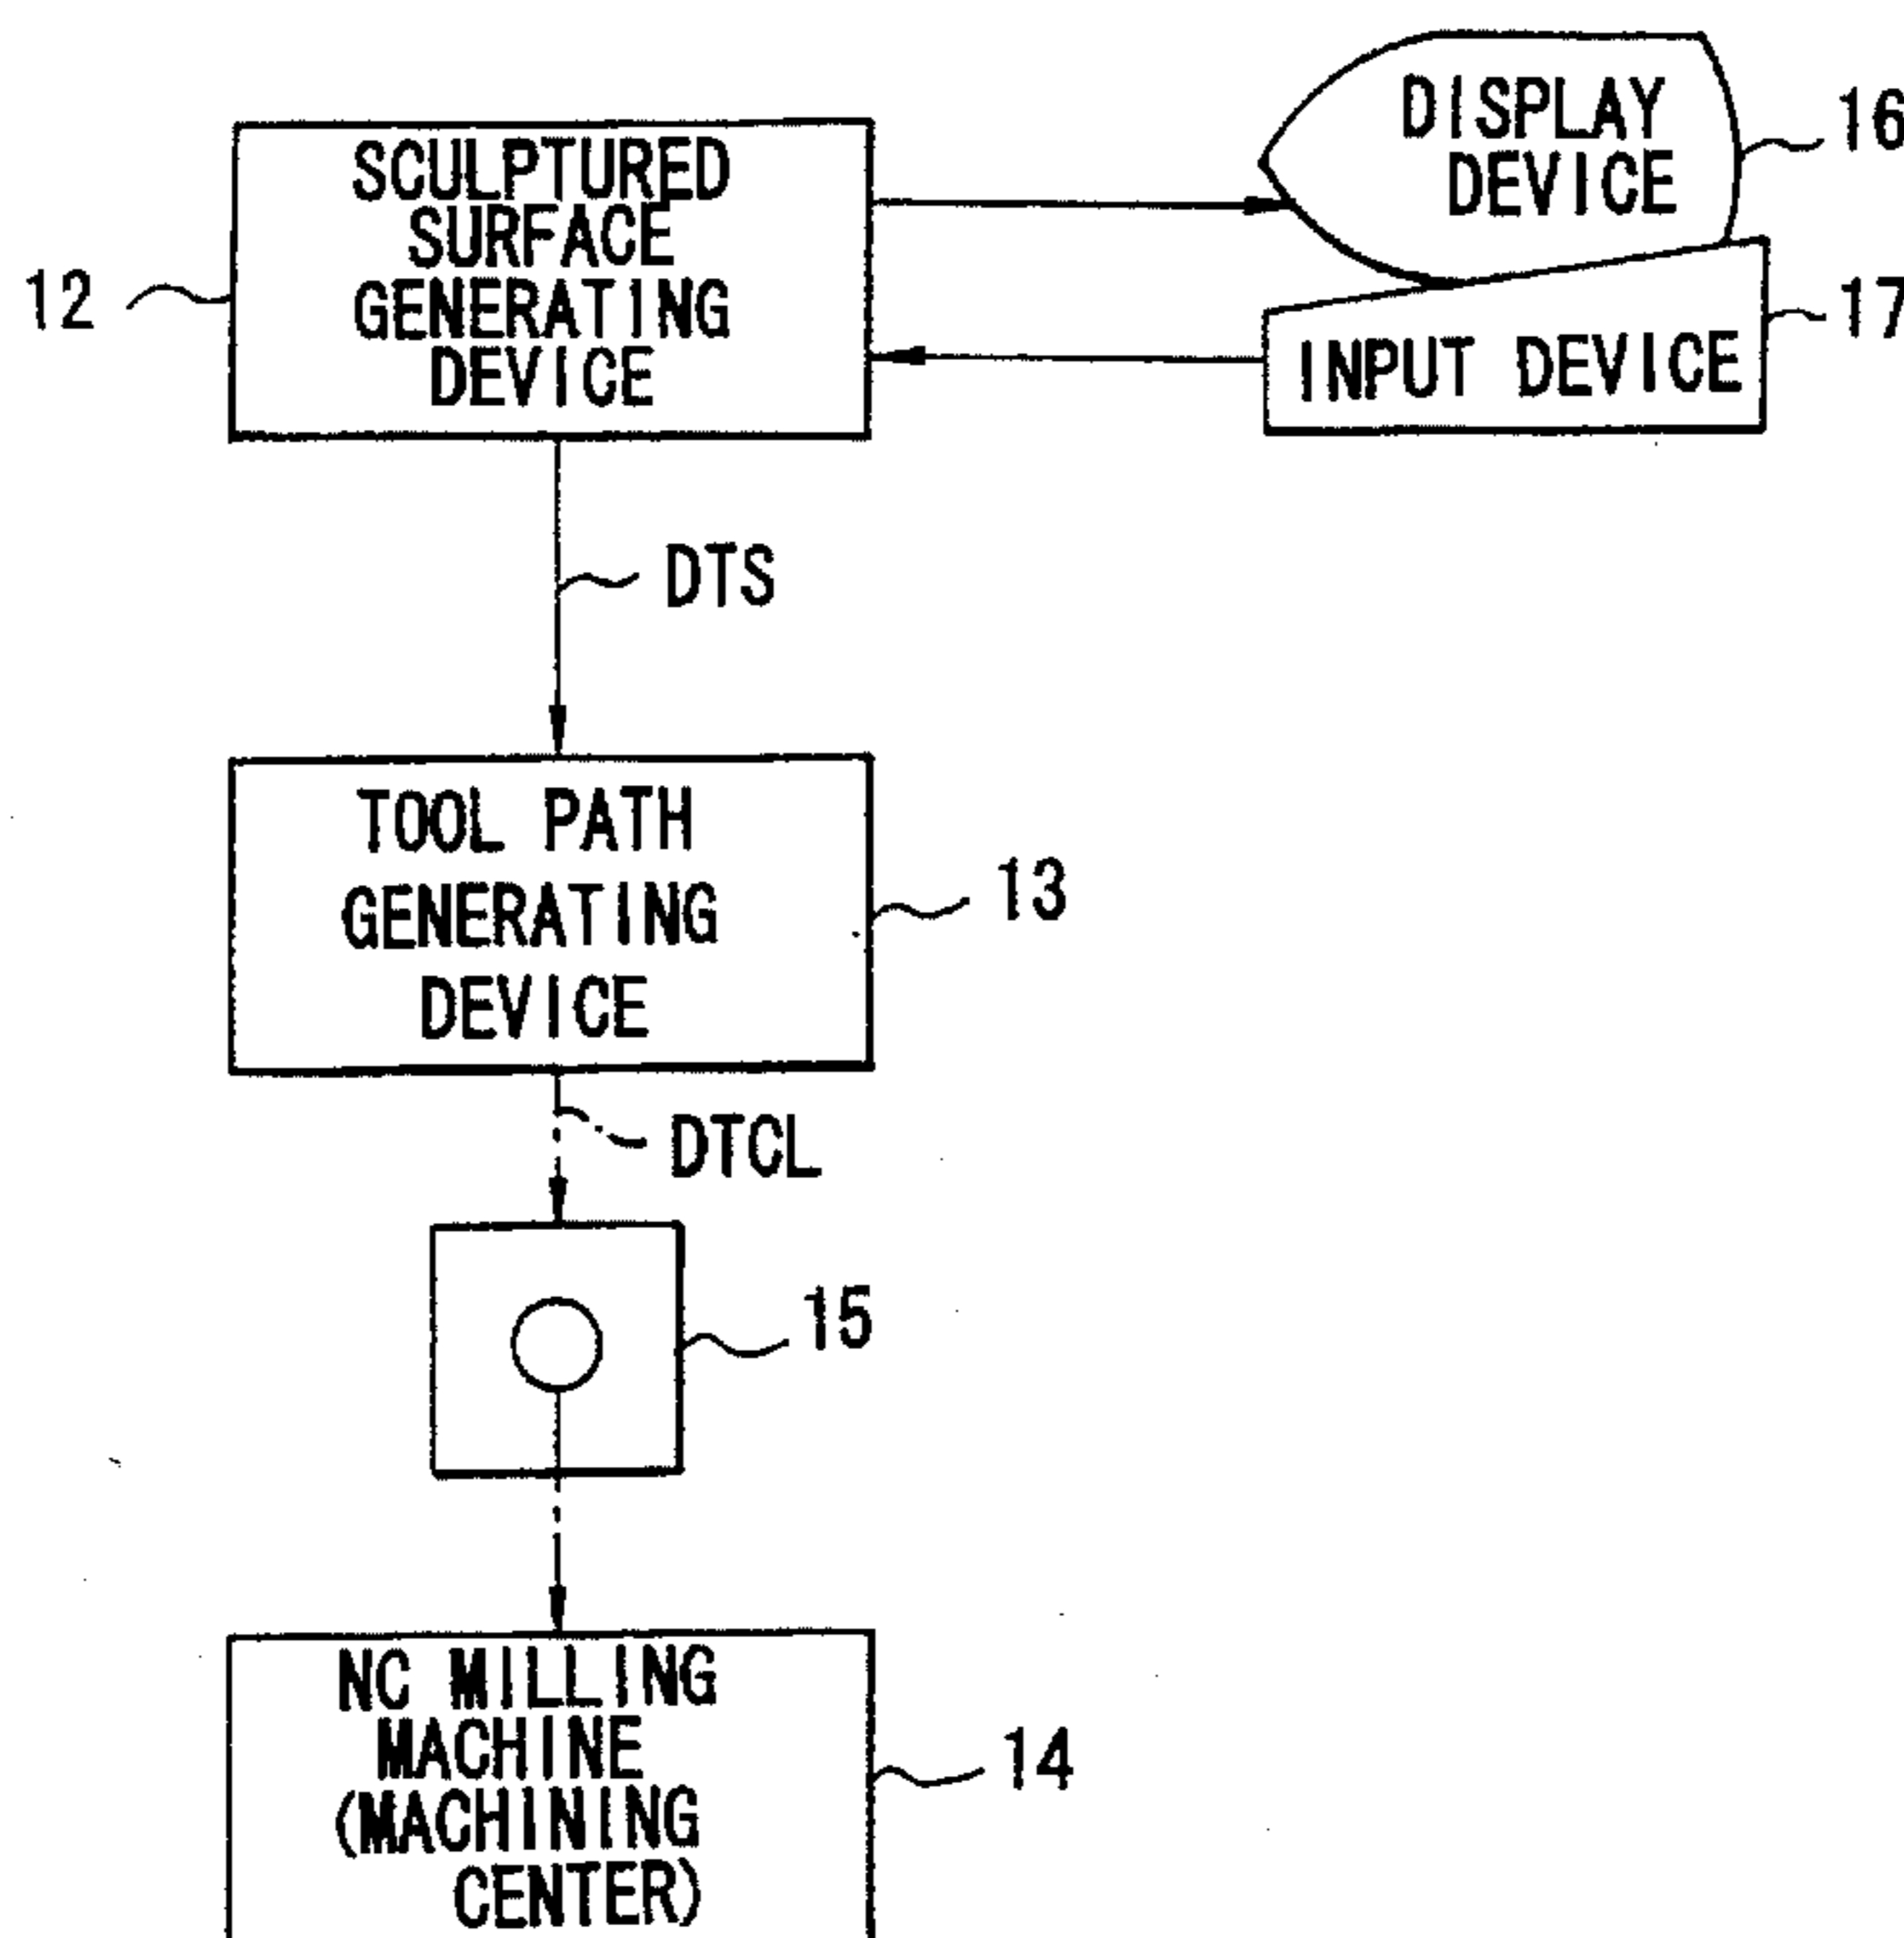 SCULPTURED
SURFACE
GENERATING
DEVICE
12
DISPLAY
DEVICE
16
INPUT DEVICE
17
DTS
TOOL PATH
GENERATING
DEVICE
13
DTCL
15
NC MILLING
MACHINE
(MACHINING
CENTER)
14